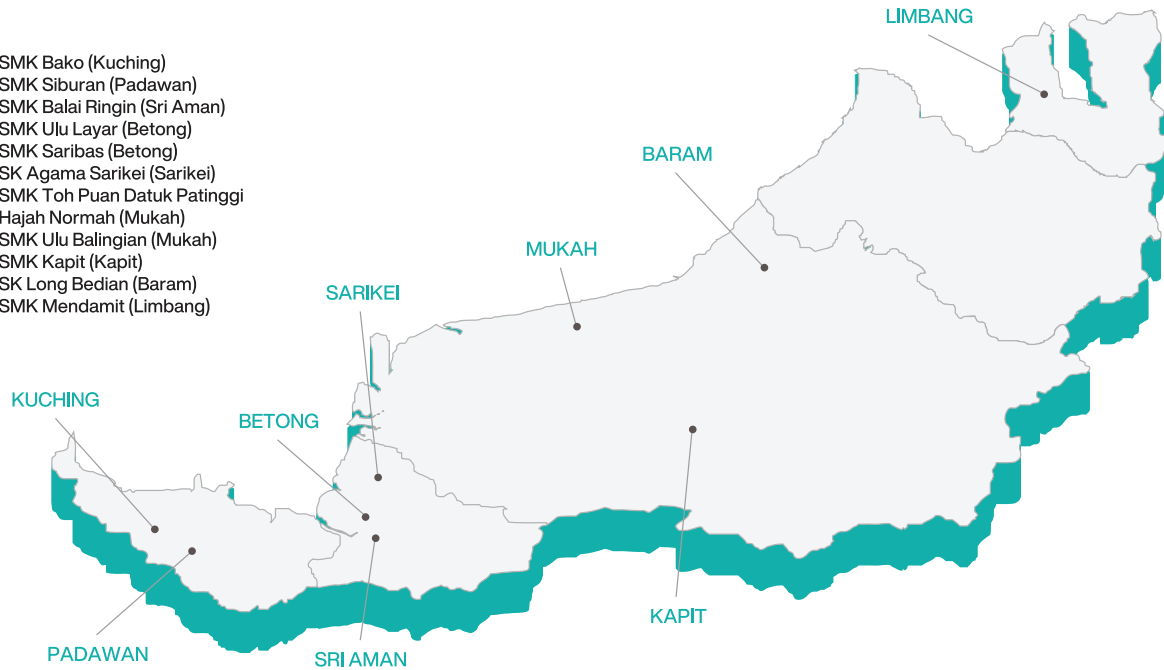 SMK Bako (Kuching)
SMK Siburan (Padawan)
SMK Balai Ringin (Sri Aman)
SMK Ulu Layar (Betong)
SMK Saribas (Betong)
SK Agama Sarikei (Sarikei)
SMK Toh Puan Datuk Patinggi
Hajah Normah (Mukah)
SMK Ulu Balingian (Mukah)
SMK Kapit (Kapit)
SK Long Bedian (Baram)
SMK Mendamit (Limbang)
LIMBANG
BARAM
MUKAH
SARIKEI
KUCHING
BETONG
KAPIT
PADAWAN
SRI AMAN